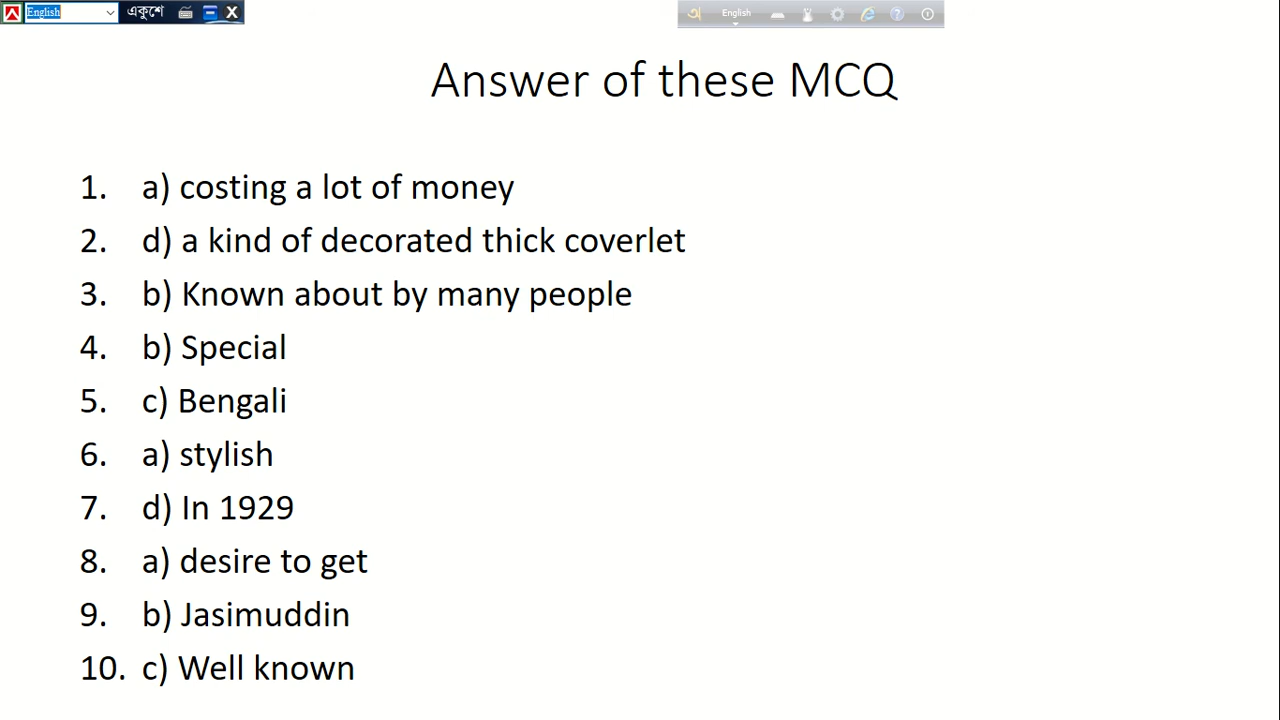 English একুশে
অ English
Answer of these MCQ
1. a) costing a lot of money
2. d) a kind of decorated thick coverlet
3. b) Known about by many people
4. b) Special
5. c) Bengali
6. a) stylish
7. d) In 1929
8. a) desire to get
9. b) Jasimuddin
10. c) Well known